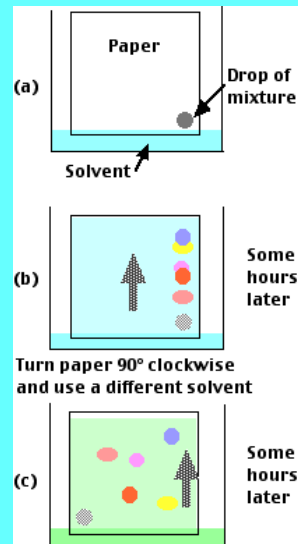 Paper
(a)
Drop of
mixture
Solvent
(b)
Some
hours
later
Turn paper 90° clockwise
and use a different solvent
(c)
Some
hours
later